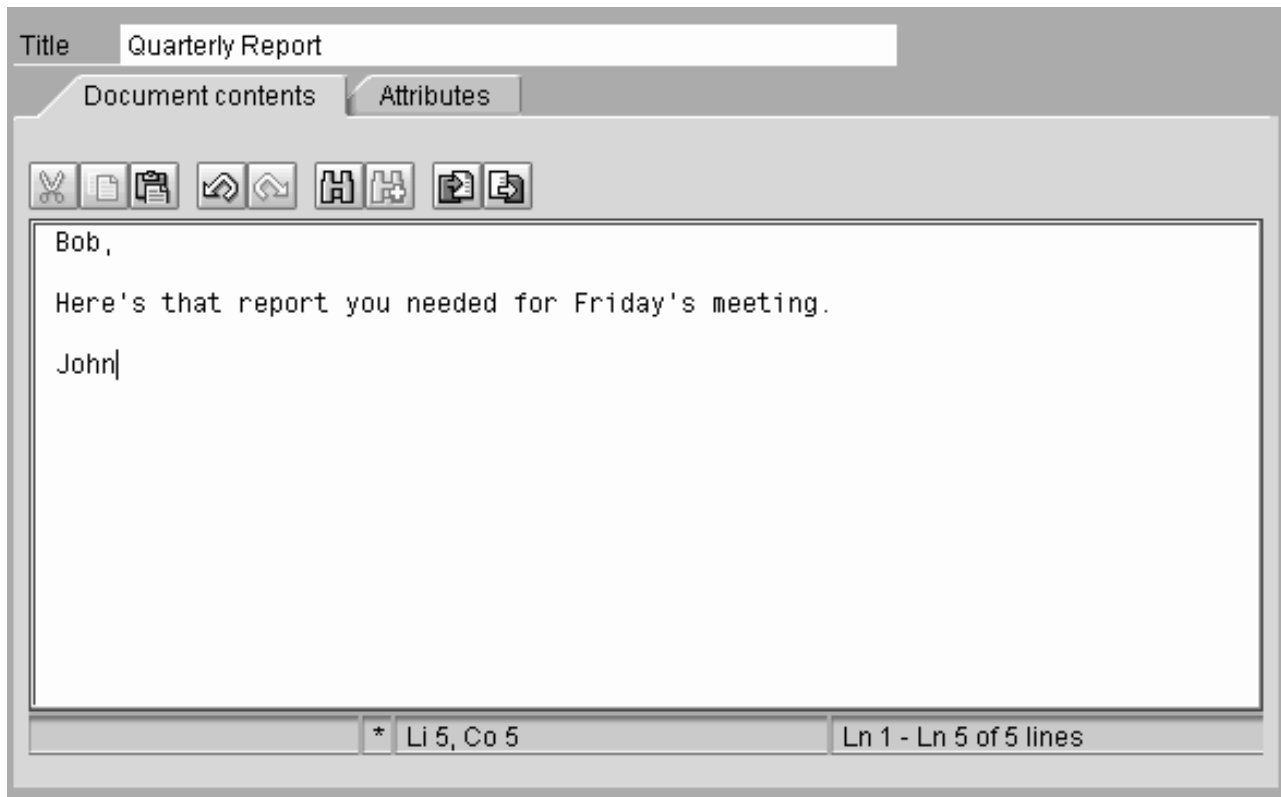 Title Quarterly Report
Document contents Attributes
Bob,
Here's that report you needed for Friday's meeting.
John
* Li 5, Co 5 Ln 1 - Ln 5 of 5 lines